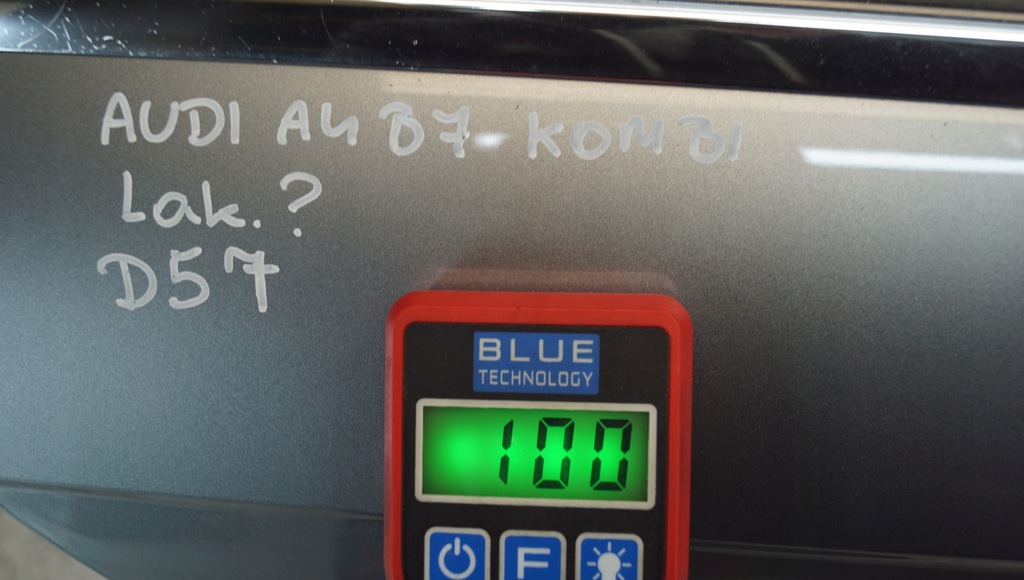 AUDI A4 B7 - KOMBI
Lak. ?
D57
BLUE
TECHNOLOGY
100
F